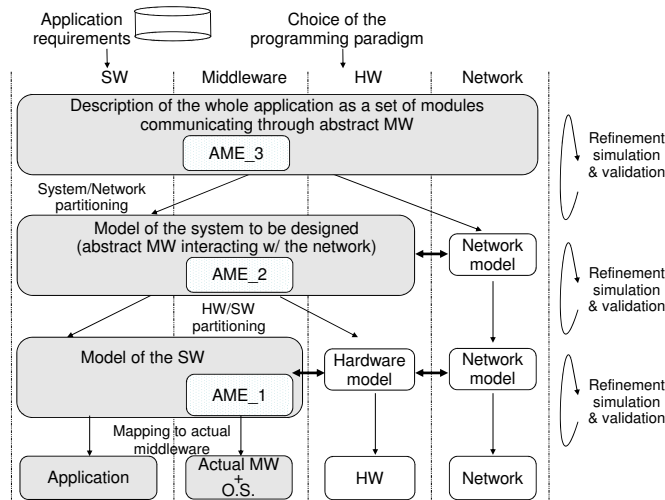 Application
requirements
Choice of the
programming paradigm
SW
Middleware
HW
Network
Description of the whole application as a set of modules
communicating through abstract MW
AME_3
Refinement
simulation
& validation
System/Network
partitioning
Model of the system to be designed
(abstract MW interacting w/ the network)
AME_2
Network
model
Refinement
simulation
& validation
HW/SW
partitioning
Model of the SW
AME_1
Hardware
model
Network
model
Refinement
simulation
& validation
Mapping to actual
middleware
Application
Actual MW
+
O.S.
HW
Network